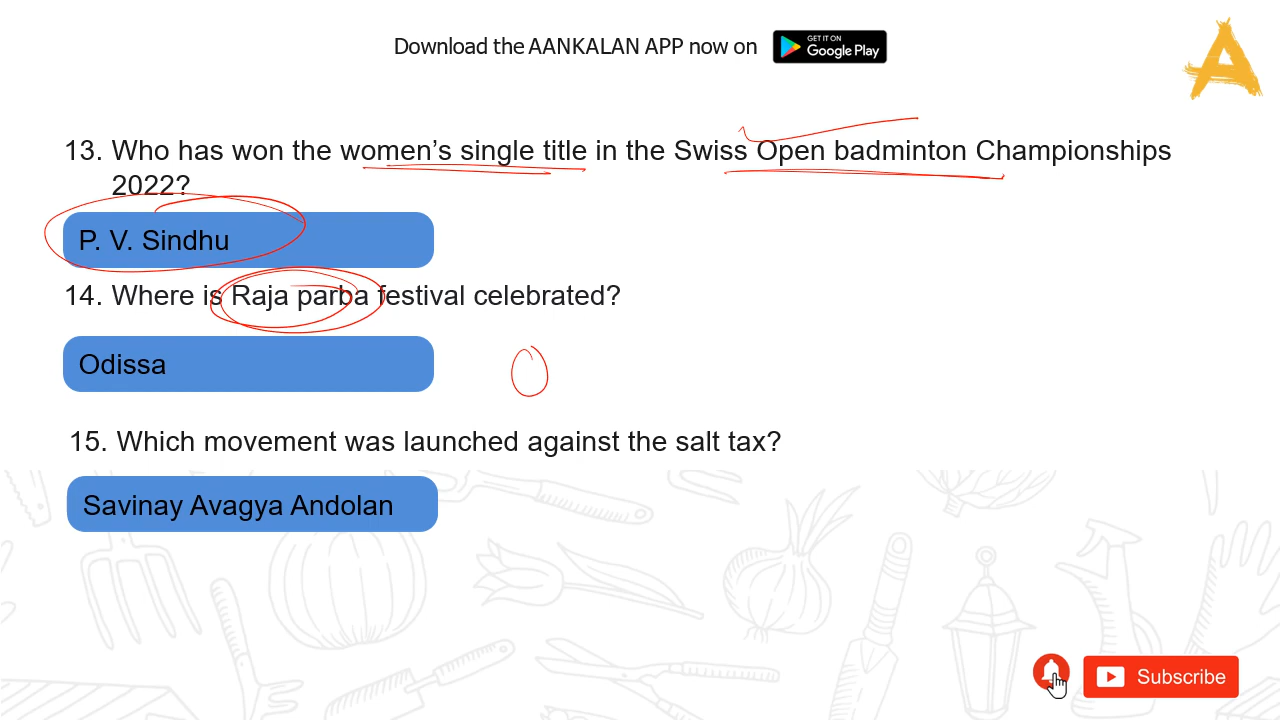 Download the AANKALAN APP now on
GET IT ON
Google Play
A
13. Who has won the women’s single title in the Swiss Open badminton Championships
2022?
P. V. Sindhu
14. Where is Raja parba festival celebrated?
Odissa
15. Which movement was launched against the salt tax?
Savinay Avagya Andolan
Subscribe